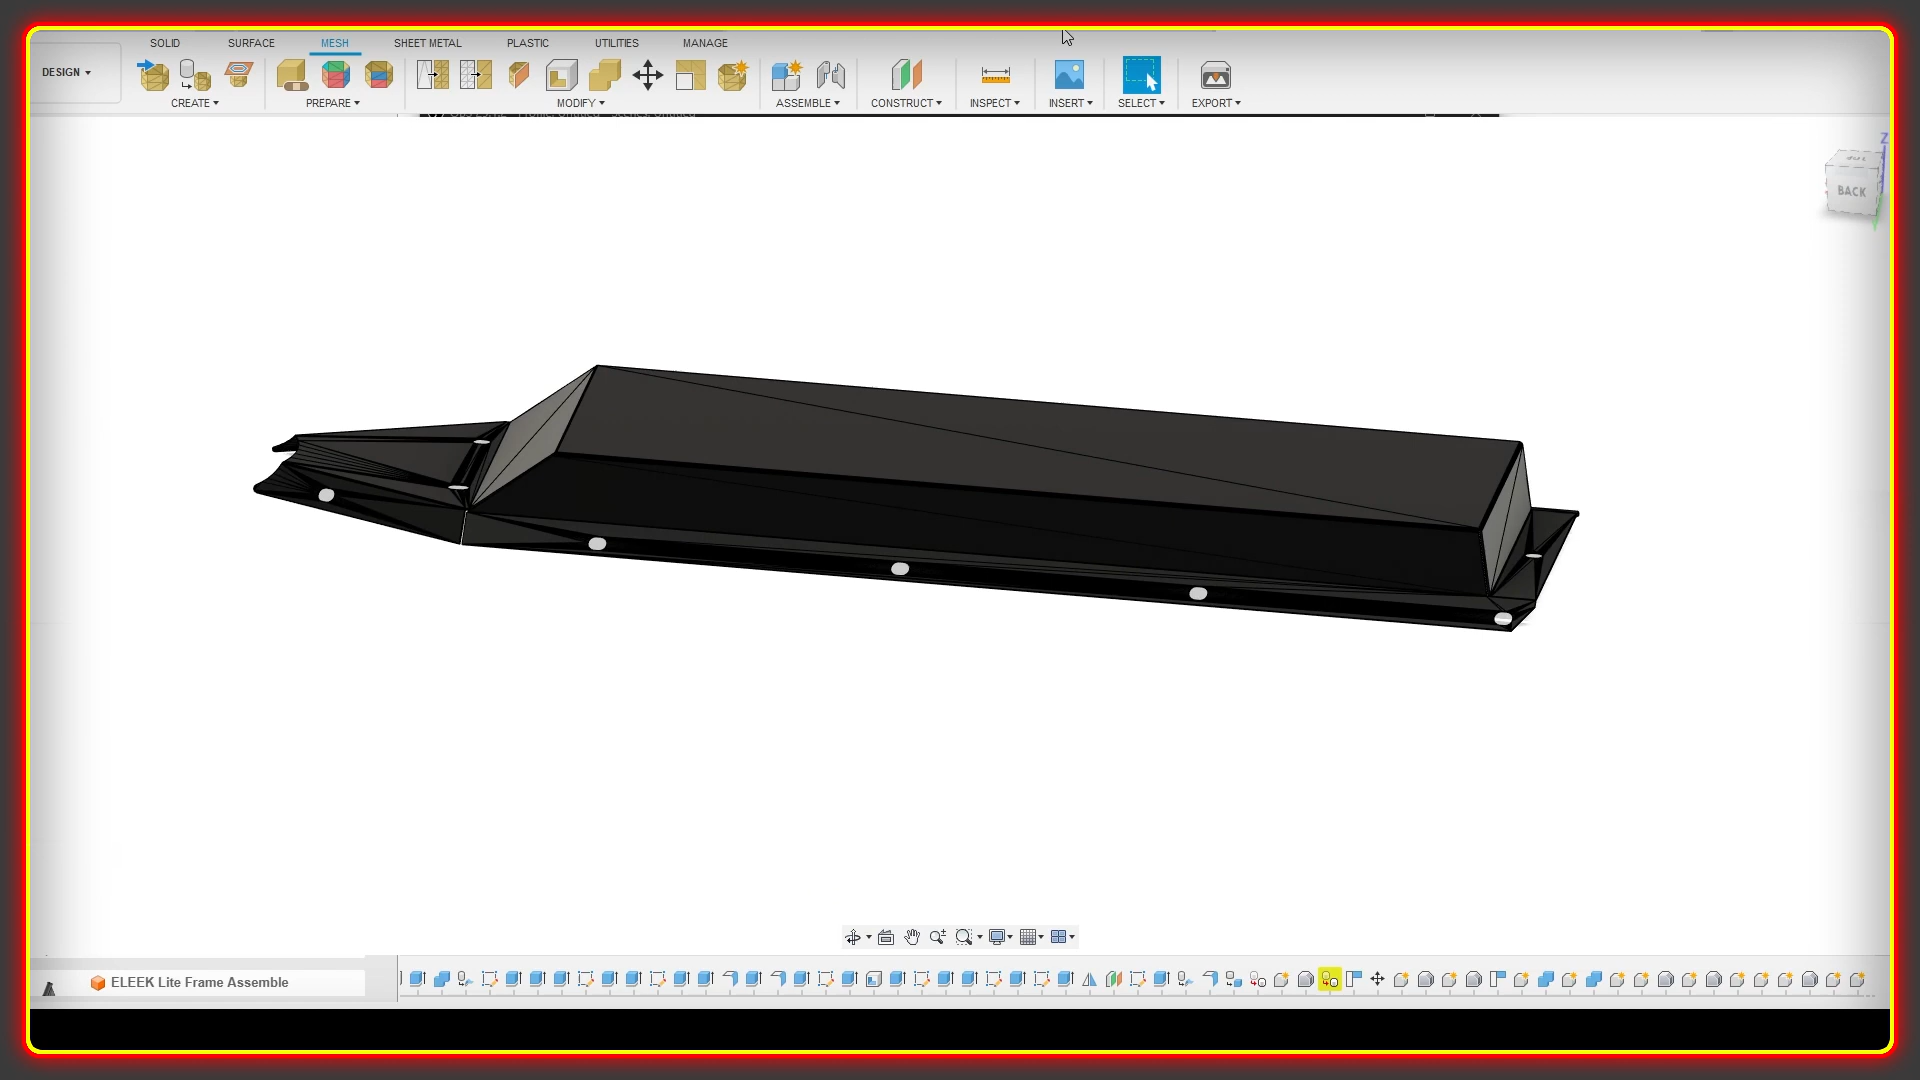 SOLID SURFACE MESH SHEET METAL PLASTIC UTILITIES MANAGE
DESIGN
CREATE PREPARE MODIFY ASSEMBLE CONSTRUCT INSPECT INSERT SELECT EXPORT
Z
BACK
ELEEK Lite Frame Assemble